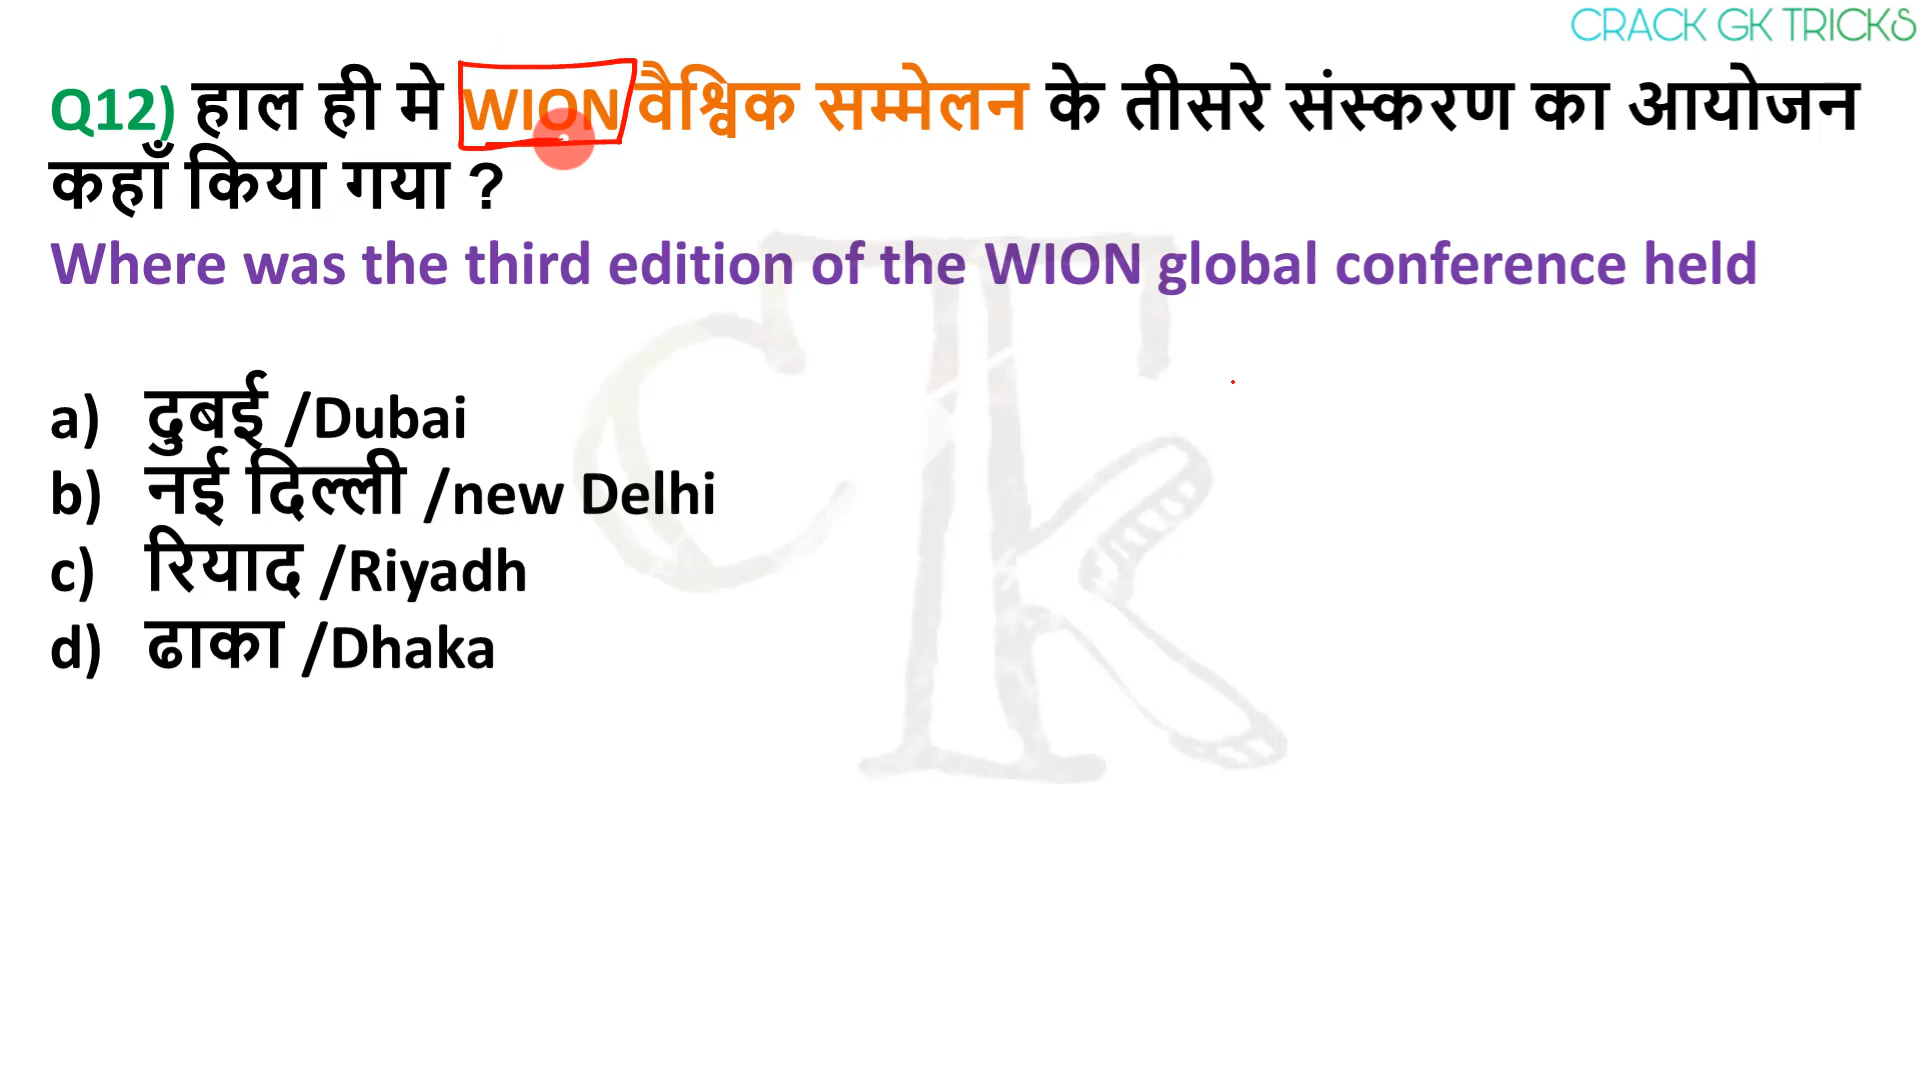 CRACK GK TRICKS
Q12) हाल ही मे WION वैश्विक सम्मेलन के तीसरे संस्करण का आयोजन
कहाँ किया गया ?
Where was the third edition of the WION global conference held
a) दुबई /Dubai
b) नई दिल्ली /new Delhi
c) रियाद /Riyadh
d) ढाका /Dhaka